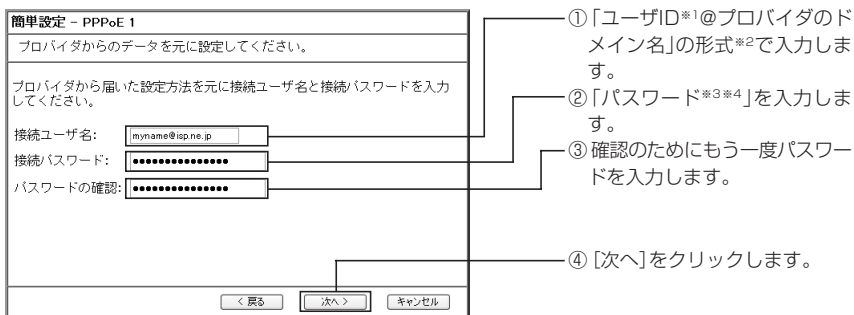 簡単設定 – PPPoE 1
プロバイダからのデータを元に設定してください。
プロバイダから届いた設定方法を元に接続ユーザ名と接続パスワードを入力
してください。
接続ユーザ名: myname@isp.ne.jp
接続パスワード: ●●●●●●●●●●●●●●●
パスワードの確認: ●●●●●●●●●●●●●●●
< 戻る 次へ > キャンセル
①「ユーザID※1@プロバイダのド
メイン名」の形式※2で入力しま
す。
②「パスワード※3※4」を入力しま
す。
③ 確認のためにもう一度パスワー
ドを入力します。
④ [次へ]をクリックします。